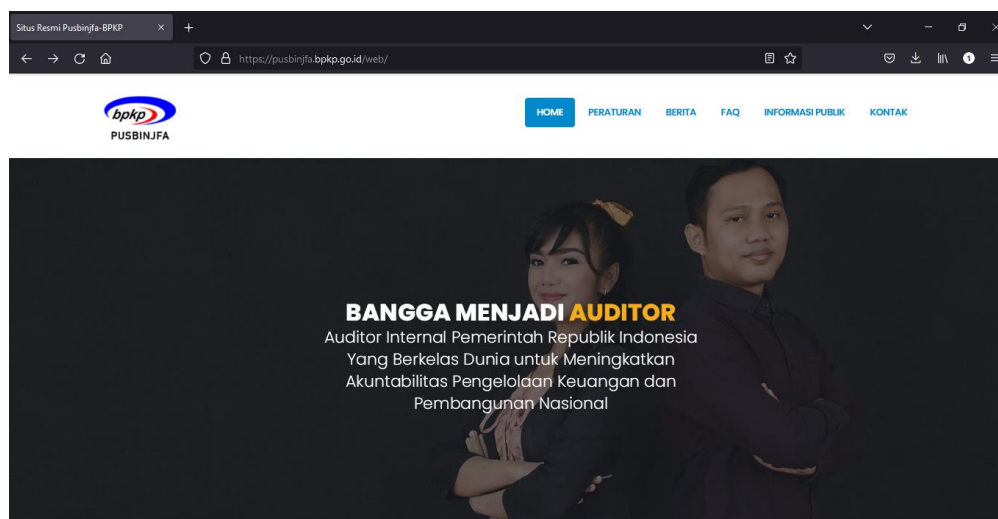 Situs Resmi Pusbinjfa-BPKP
https://pusbinjfa.bpkp.go.id/web/
1
bpkp
PUSBINJFA
HOME PERATURAN BERITA FAQ INFORMASI PUBLIK KONTAK
BANGGA MENJADI AUDITOR
Auditor Internal Pemerintah Republik Indonesia
Yang Berkelas Dunia untuk Meningkatkan
Akuntabilitas Pengelolaan Keuangan dan
Pembangunan Nasional